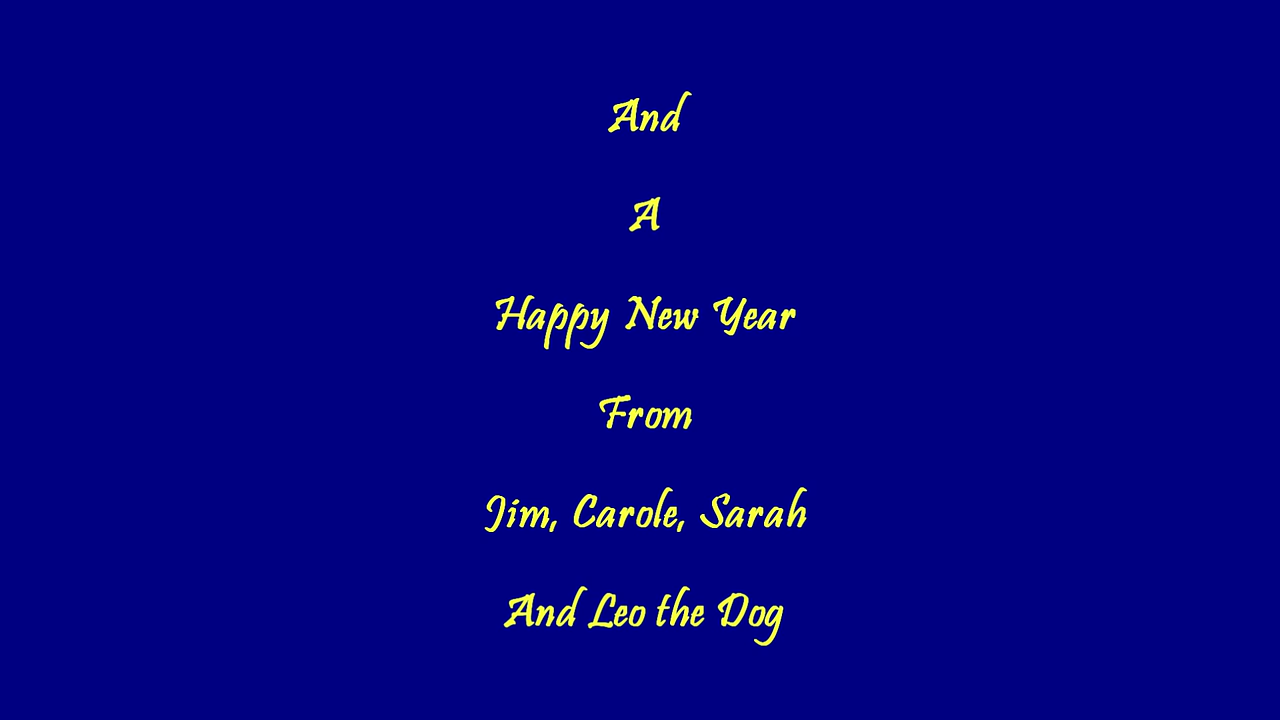 And
A
Happy New Year
From
Jim, Carole, Sarah
And Leo the Dog